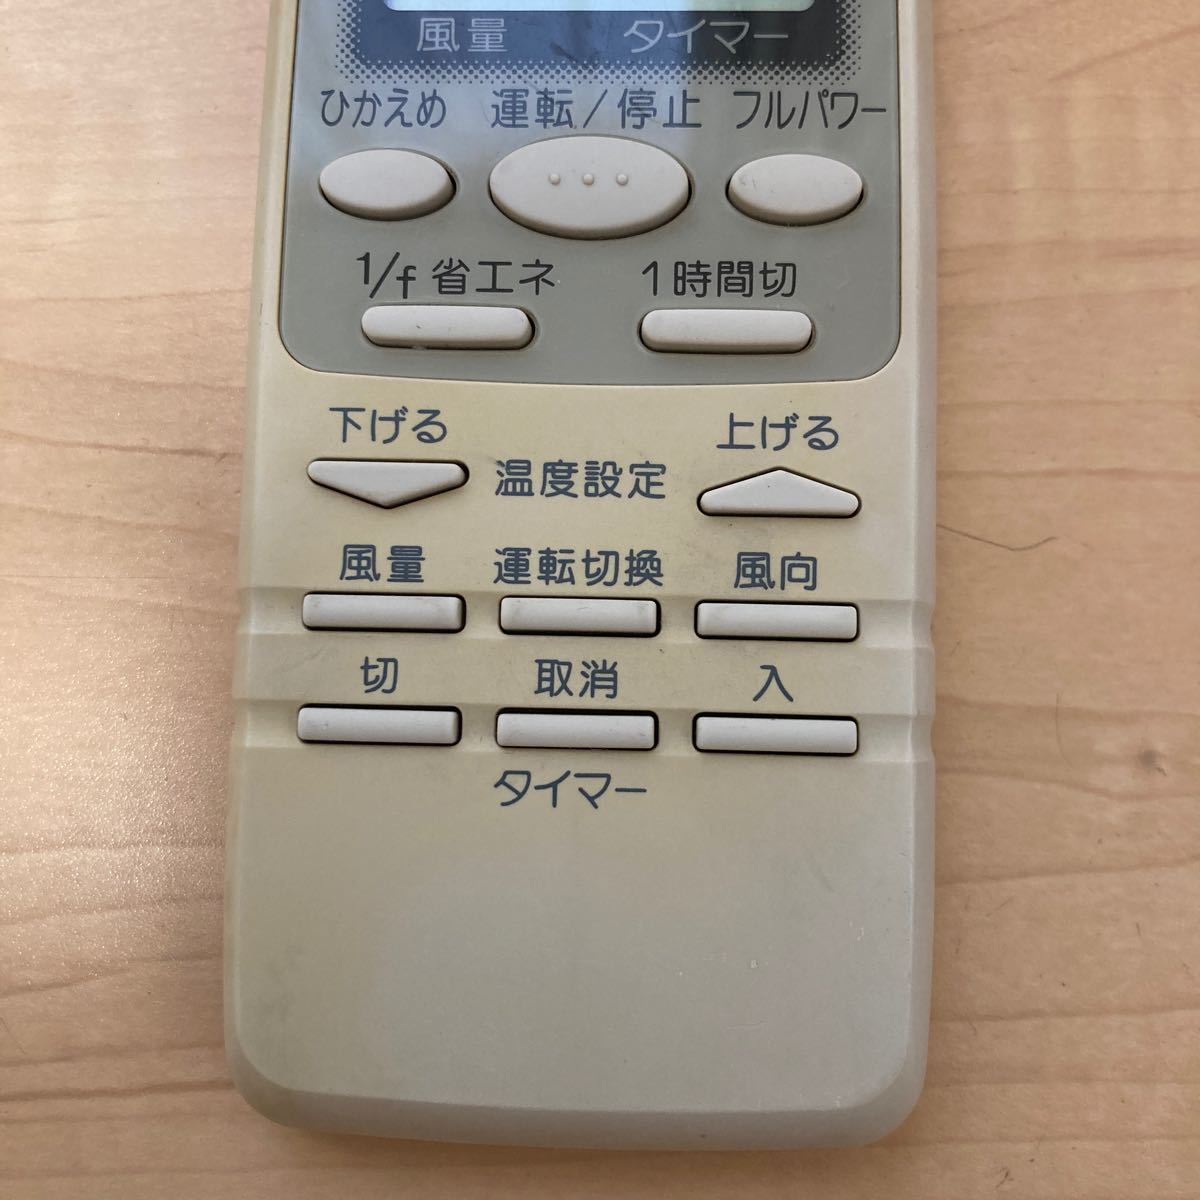 風量 タイマー
ひかえめ 運転/停止 フルパワー
1/f 省エネ 1時間切
下げる 上げる
温度設定
風量 運転切換 風向
切 取消 入
タイマー